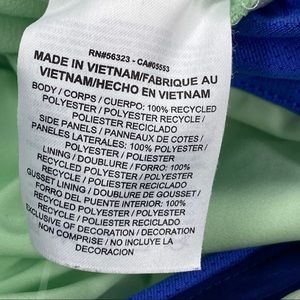 RN#56323 - CA#05553
MADE IN VIETNAM/FABRIQUE AU
VIETNAM/HECHO EN VIETNAM
BODY / CORPS / CUERPO: 100% RECYCLED
POLYESTER / POLYESTER RECYCLE /
POLIESTER RECICLADO
SIDE PANELS / PANNEAUX DE COTES /
PANELES LATERALES: 100%
POLYESTER / POLYESTER / POLIESTER
LINING / DOUBLURE / FORRO: 100%
RECYCLED POLYESTER / POLYESTER
RECYCLE / POLIESTER RECICLADO
GUSSET LINING / DOUBLURE DE GOUSSET /
FORRO DEL PUENTE INTERIOR: 100%
RECYCLED POLYESTER / POLYESTER
RECYCLE / POLIESTER RECICLADO
EXCLUSIVE OF DECORATION / DECORATION
NON COMPRISE / NO INCLUYE LA
DECORACION